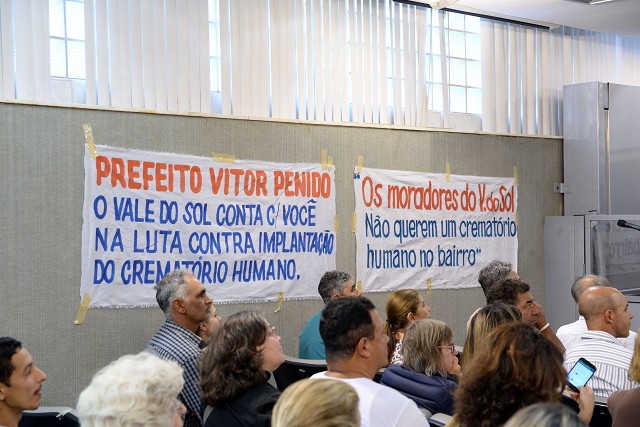 PREFEITO VITOR PENIDO
O VALE DO SOL CONTA C/ VOCÊ
NA LUTA CONTRA IMPLANTAÇÃO
DO CREMATÓRIO HUMANO.
"Os moradores do V. do Sol
Não querem um crematório
humano no bairro"